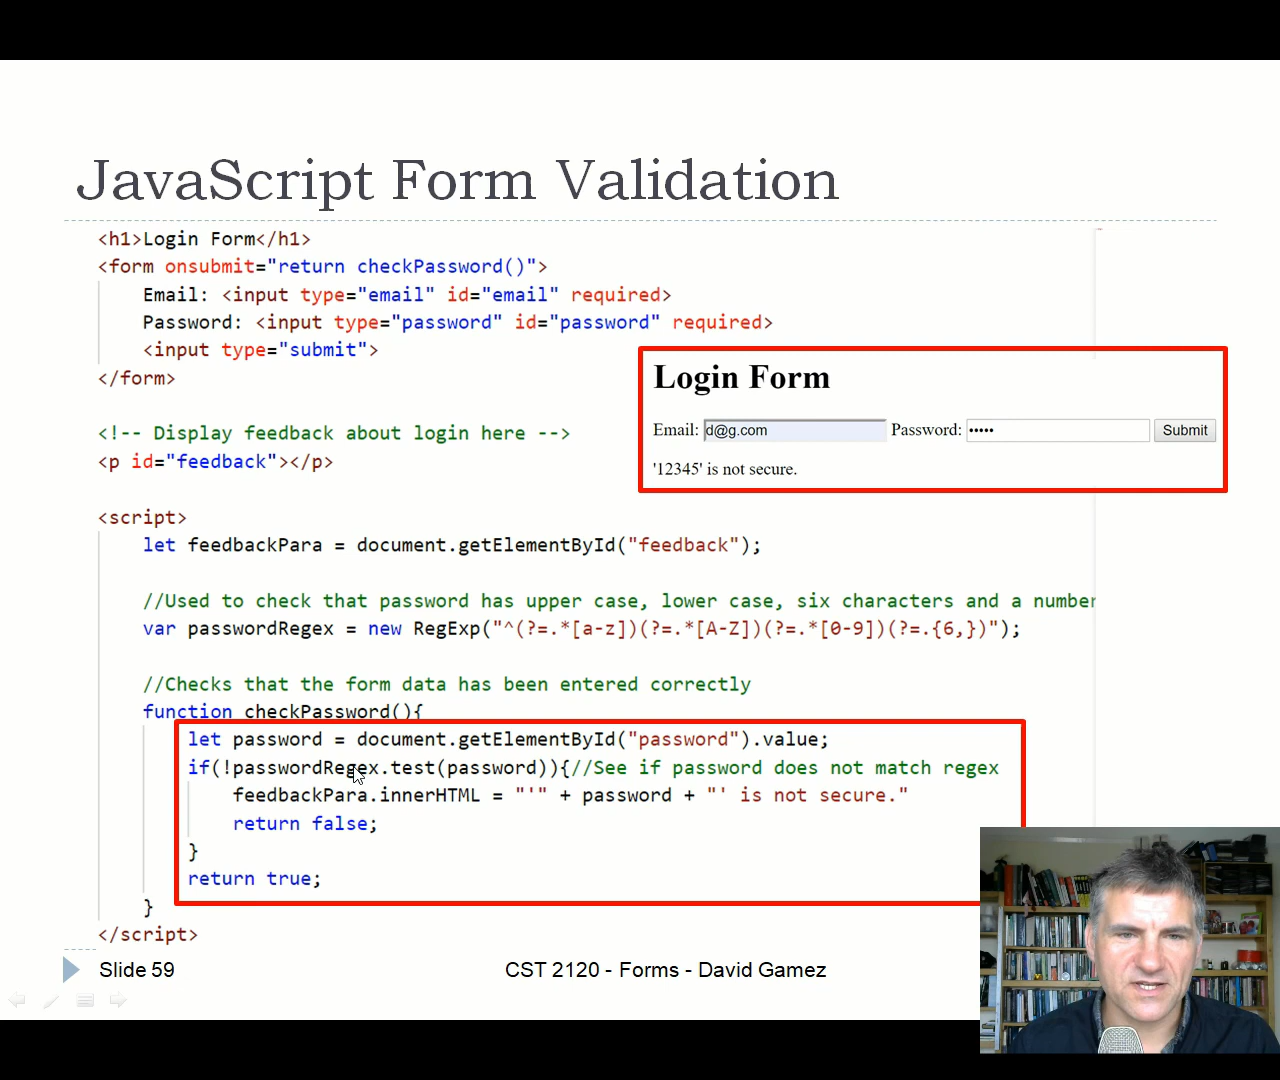 JavaScript Form Validation
<h1>Login Form</h1>
<form onsubmit="return checkPassword()">
Email: <input type="email" id="email" required>
Password: <input type="password" id="password" required>
<input type="submit">
</form>
<!-- Display feedback about login here -->
<p id="feedback"></p>
Login Form
Email: d@g.com Password: ••••• Submit
'12345' is not secure.
<script>
let feedbackPara = document.getElementById("feedback");
//Used to check that password has upper case, lower case, six characters and a number
var passwordRegex = new RegExp("^(?=.*[a-z])(?=.*[A-Z])(?=.*[0-9])(?=.{6,})");
//Checks that the form data has been entered correctly
function checkPassword(){
let password = document.getElementById("password").value;
if(!passwordRegex.test(password)){//See if password does not match regex
feedbackPara.innerHTML = "'" + password + "' is not secure."
return false;
}
return true;
}
</script>
Slide 59
CST 2120 - Forms - David Gamez